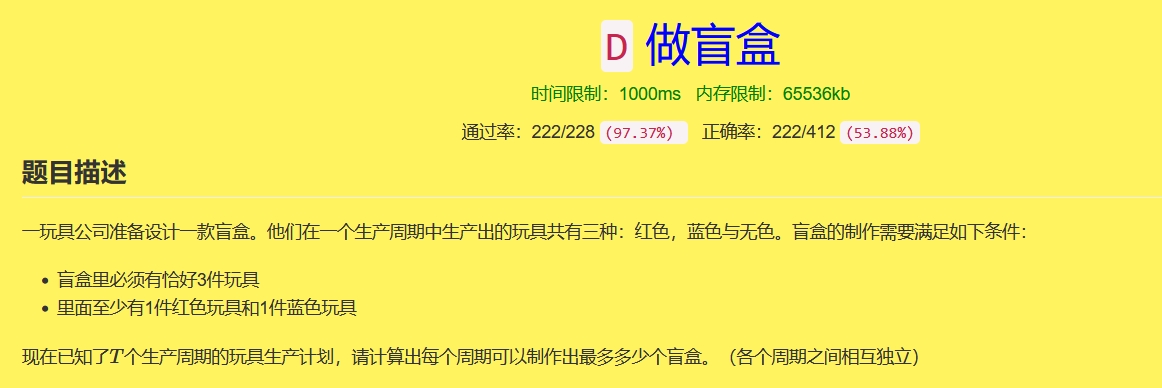 D 做盲盒
时间限制：1000ms 内存限制：65536kb
通过率：222/228 (97.37%) 正确率：222/412 (53.88%)
题目描述
一玩具公司准备设计一款盲盒。他们在一个生产周期中生产出的玩具共有三种：红色，蓝色与无色。盲盒的制作需要满足如下条件：
• 盲盒里必须有恰好3件玩具
• 里面至少有1件红色玩具和1件蓝色玩具
现在已知了T个生产周期的玩具生产计划，请计算出每个周期可以制作出最多多少个盲盒。（各个周期之间相互独立）